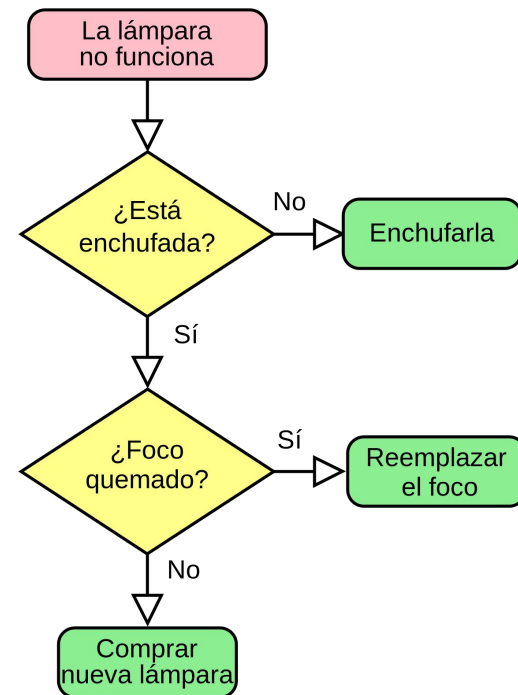 La lámpara
no funciona
¿Está
enchufada?
No
Enchufarla
Sí
¿Foco
quemado?
Sí
Reemplazar
el foco
No
Comprar
nueva lámpara